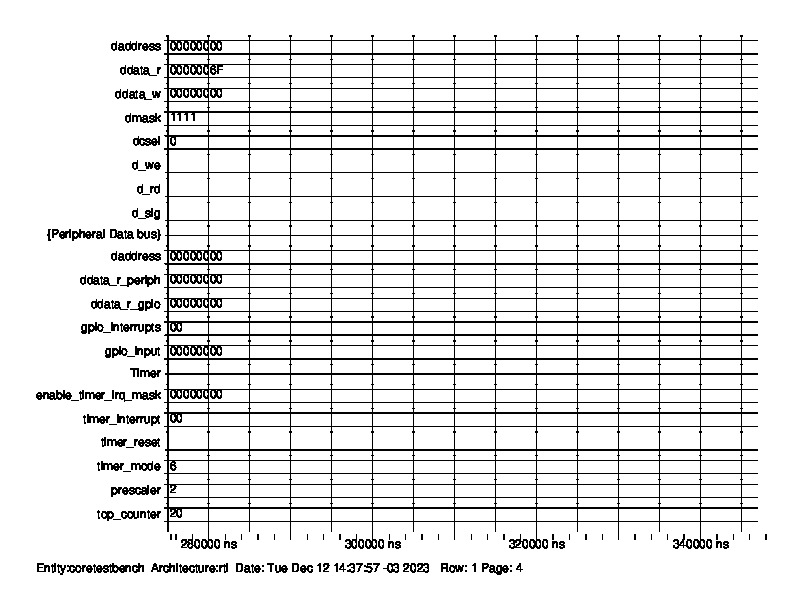 daddress 00000000
ddata_r 0000006F
ddata_w 00000000
dmask 1111
dcsel 0
d_we
d_rd
d_sig
{Peripheral Data bus}
daddress 00000000
ddata_r_periph 00000000
ddata_r_gpio 00000000
gpio_interrupts 00
gpio_input 00000000
Timer
enable_timer_irq_mask 00000000
timer_interrupt 00
timer_reset
timer_mode 6
prescaler 2
top_counter 20
280000 ns 300000 ns 320000 ns 340000 ns
Entity:coretestbench Architecture:rtl Date: Tue Dec 12 14:37:57 -03 2023 Row: 1 Page: 4